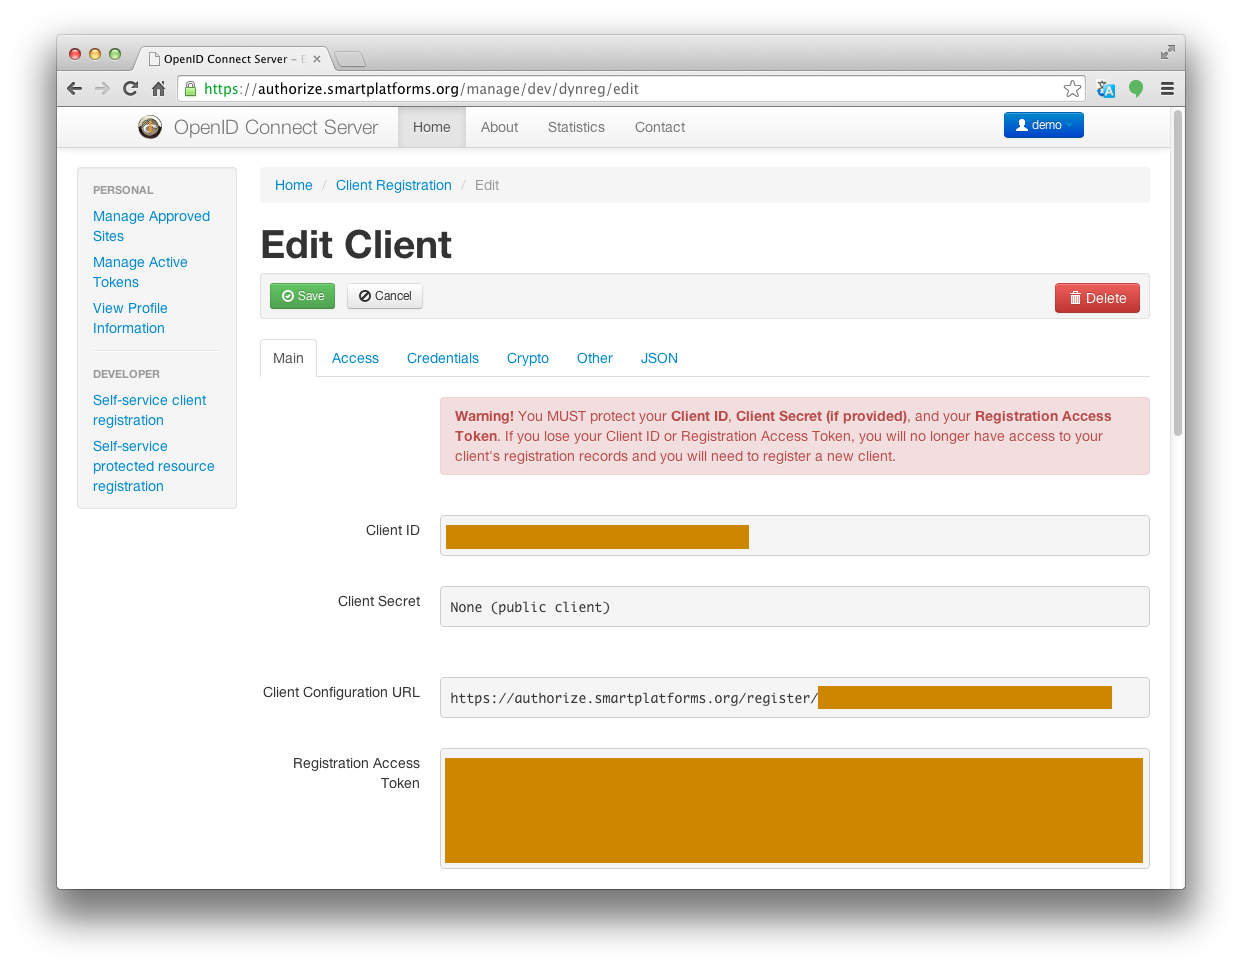 OpenID Connect Server – E
https://authorize.smartplatforms.org/manage/dev/dynreg/edit
OpenID Connect Server Home About Statistics Contact demo
PERSONAL
Manage Approved
Sites
Manage Active
Tokens
View Profile
Information
DEVELOPER
Self-service client
registration
Self-service
protected resource
registration
Home / Client Registration / Edit
Edit Client
Save Cancel Delete
Main Access Credentials Crypto Other JSON
Warning! You MUST protect your Client ID, Client Secret (if provided), and your Registration Access
Token. If you lose your Client ID or Registration Access Token, you will no longer have access to your
client's registration records and you will need to register a new client.
Client ID
Client Secret
None (public client)
Client Configuration URL
https://authorize.smartplatforms.org/register/
Registration Access
Token